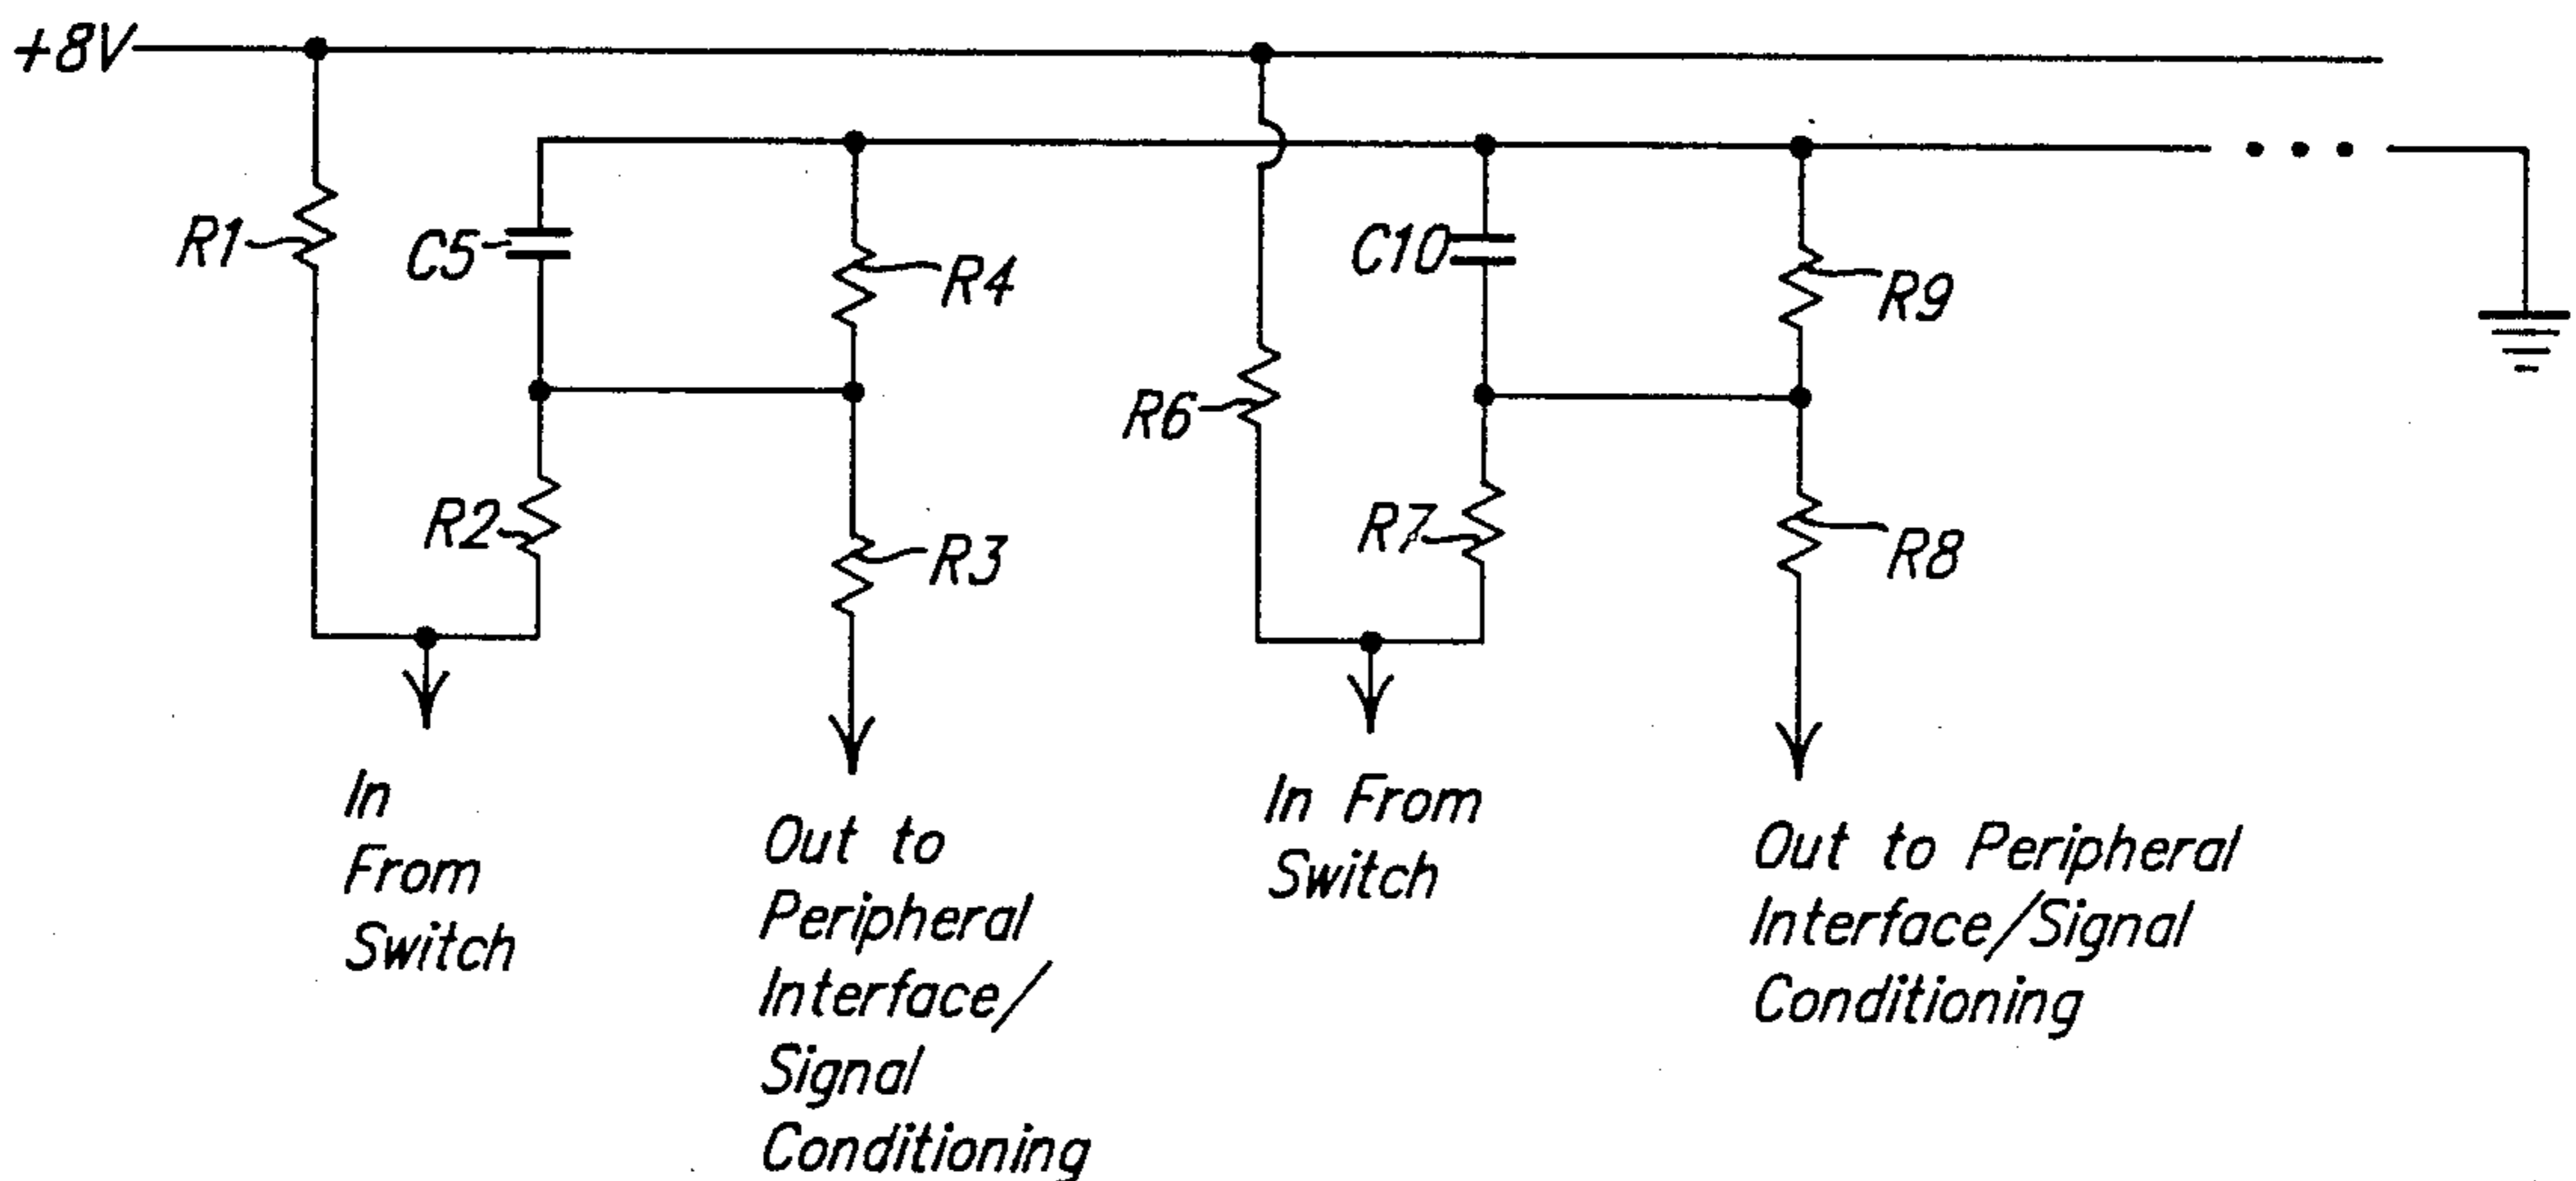 +8V
R1
C5
R4
R2
R3
R6
C10
R9
R7
R8
In
From
Switch
Out to
Peripheral
Interface/
Signal
Conditioning
In From
Switch
Out to Peripheral
Interface/Signal
Conditioning